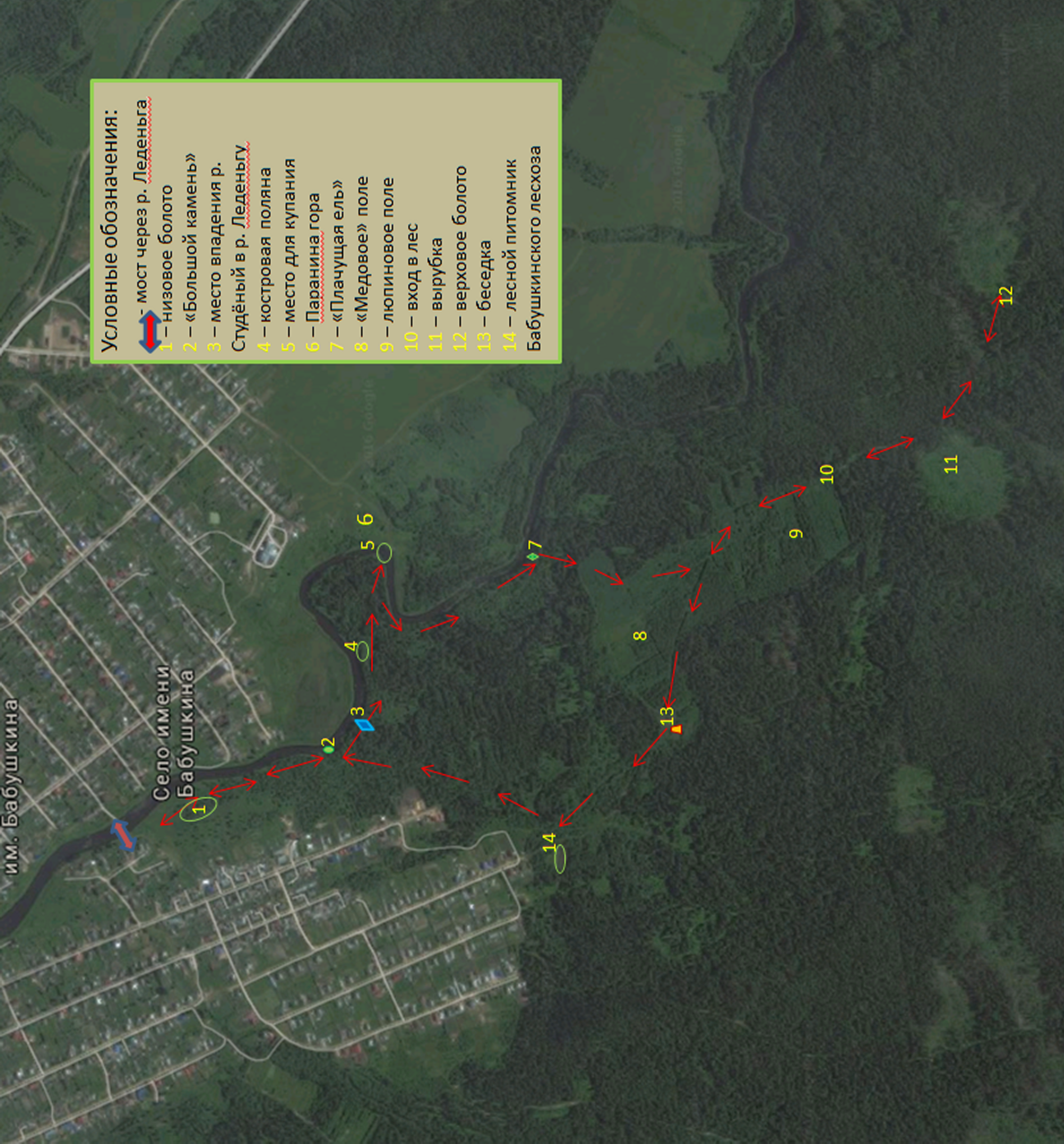 им. Бабушкина
Село имени
Бабушкина
Условные обозначения:
- мост через р. Леденьга
1 – низовое болото
2 – «Большой камень»
3 – место впадения р.
Студёный в р. Леденьгу
4 – костровая поляна
5 – место для купания
6 – Паранина гора
7 – «Плачущая ель»
8 – «Медовое» поле
9 – люпиновое поле
10 – вход в лес
11 – вырубка
12 – верховое болото
13 – беседка
14 – лесной питомник
Бабушкинского лесхоза
1
2
3
4
5
6
7
8
9
10
11
12
13
14